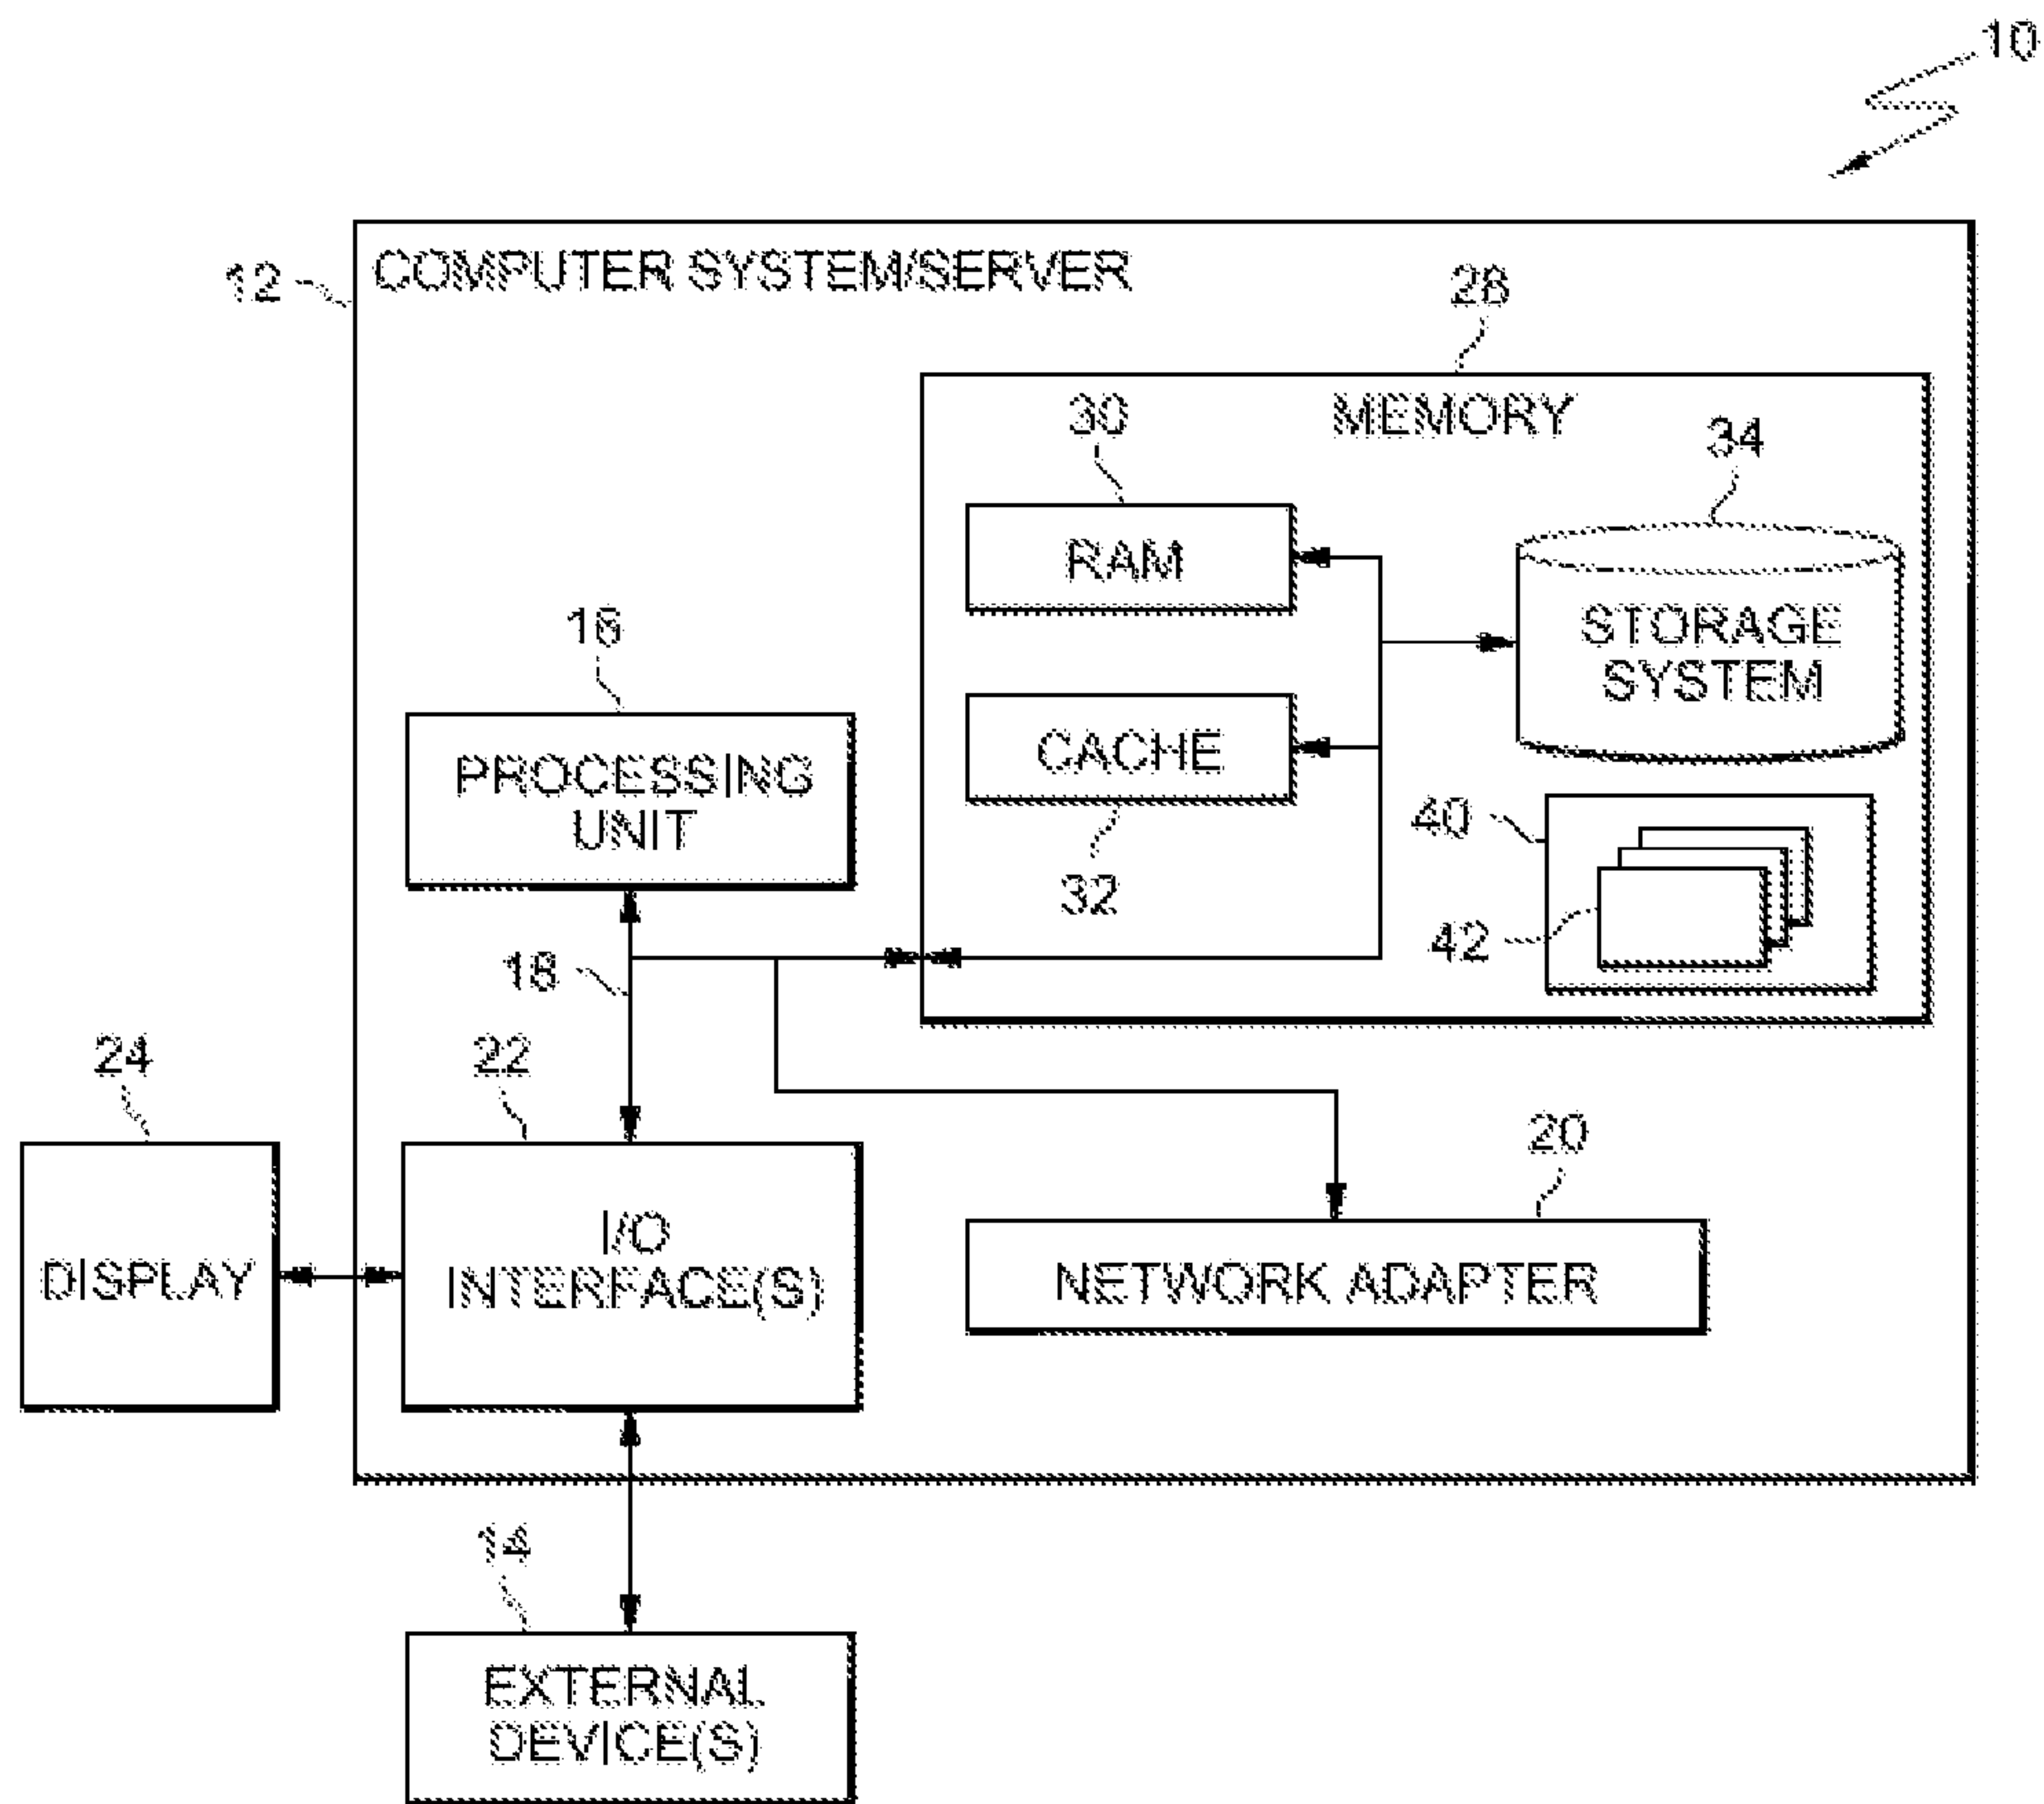 10
12
COMPUTER SYSTEM/SERVER
28
MEMORY
30
34
RAM
STORAGE
SYSTEM
16
CACHE
PROCESSING
UNIT
40
32
42
18
24
22
20
I/O
INTERFACE(S)
DISPLAY
NETWORK ADAPTER
14
EXTERNAL
DEVICE(S)